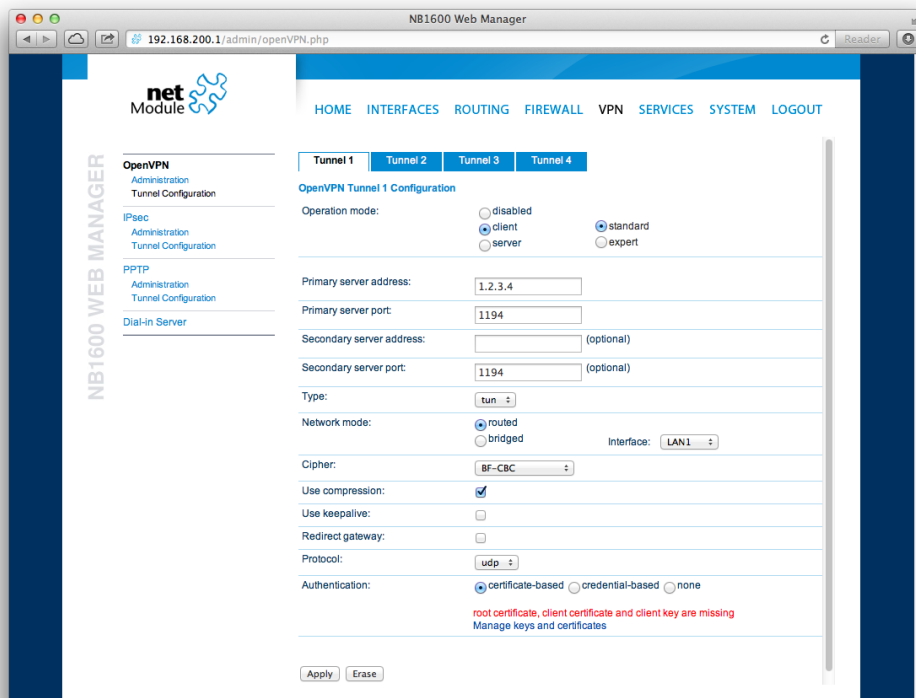 NB1600 Web Manager
192.168.200.1/admin/openVPN.php
Reader
net
Module
HOME INTERFACES ROUTING FIREWALL VPN SERVICES SYSTEM LOGOUT
NB1600 WEB MANAGER
OpenVPN
Administration
Tunnel Configuration
IPsec
Administration
Tunnel Configuration
PPTP
Administration
Tunnel Configuration
Dial-in Server
Tunnel 1 Tunnel 2 Tunnel 3 Tunnel 4
OpenVPN Tunnel 1 Configuration
Operation mode: disabled
client standard
server expert
Primary server address: 1.2.3.4
Primary server port: 1194
Secondary server address: (optional)
Secondary server port: 1194 (optional)
Type: tun
Network mode: routed
bridged Interface: LAN1
Cipher: BF-CBC
Use compression:
Use keepalive:
Redirect gateway:
Protocol: udp
Authentication: certificate-based credential-based none
root certificate, client certificate and client key are missing
Manage keys and certificates
Apply Erase